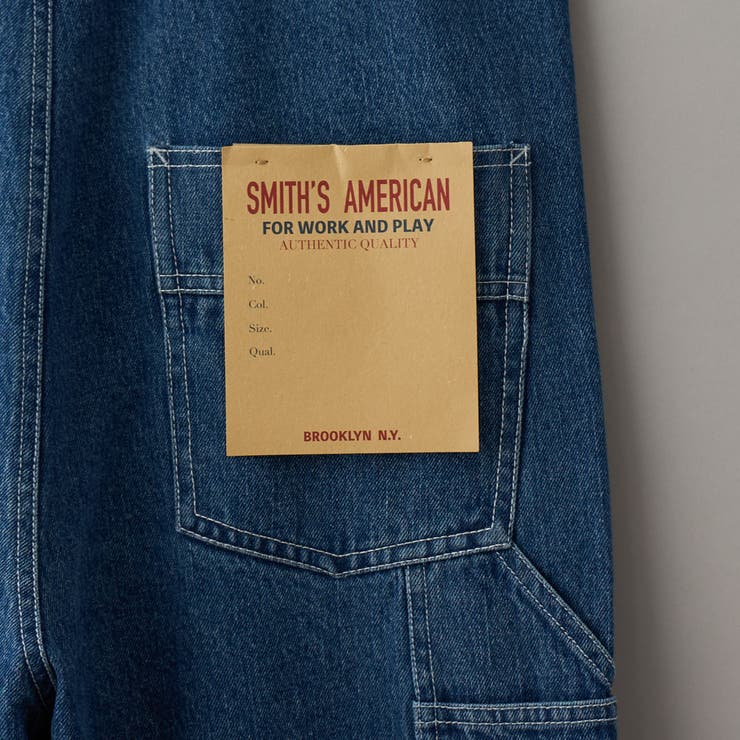 SMITH'S AMERICAN
FOR WORK AND PLAY
AUTHENTIC QUALITY
No.
Col.
Size.
Qual.
BROOKLYN N.Y.